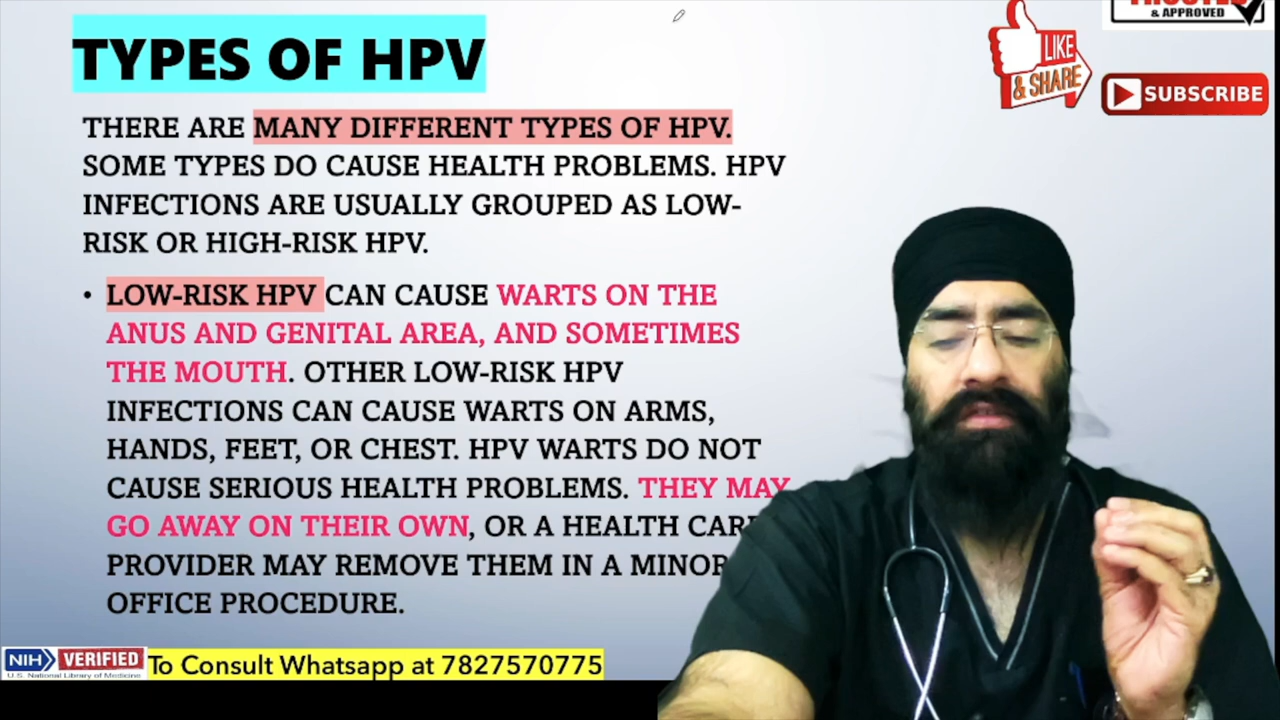 TYPES OF HPV
& APPROVED
LIKE
& SHARE
SUBSCRIBE
THERE ARE MANY DIFFERENT TYPES OF HPV.
SOME TYPES DO CAUSE HEALTH PROBLEMS. HPV
INFECTIONS ARE USUALLY GROUPED AS LOW-
RISK OR HIGH-RISK HPV.
• LOW-RISK HPV CAN CAUSE WARTS ON THE
ANUS AND GENITAL AREA, AND SOMETIMES
THE MOUTH. OTHER LOW-RISK HPV
INFECTIONS CAN CAUSE WARTS ON ARMS,
HANDS, FEET, OR CHEST. HPV WARTS DO NOT
CAUSE SERIOUS HEALTH PROBLEMS. THEY MAY
GO AWAY ON THEIR OWN, OR A HEALTH CARE
PROVIDER MAY REMOVE THEM IN A MINOR
OFFICE PROCEDURE.
NIH VERIFIED
U.S. National Library of Medicine
To Consult Whatsapp at 7827570775